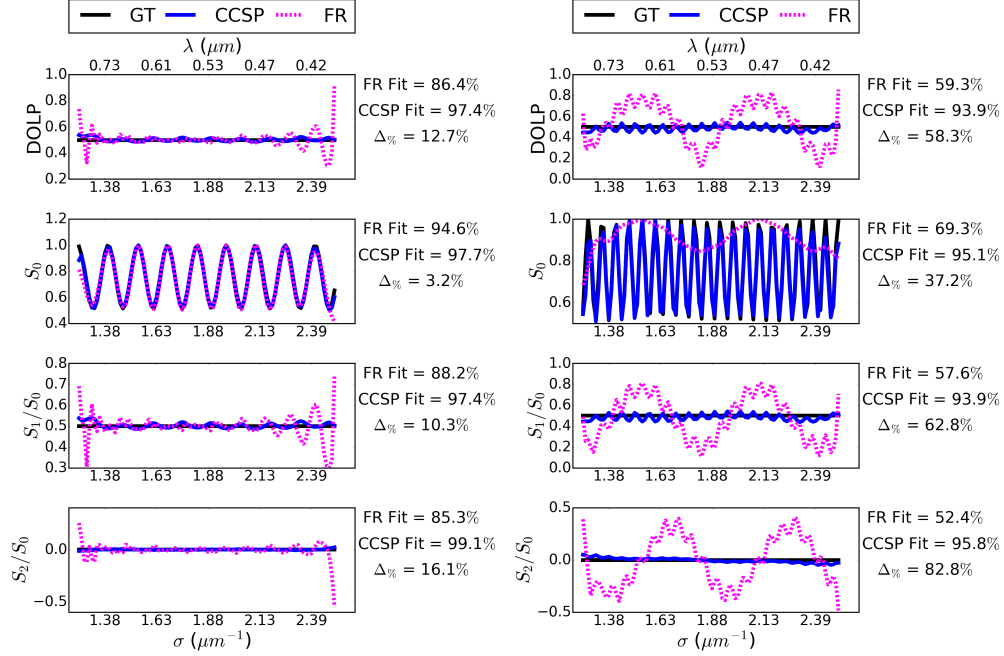 GT CCSP FR
λ (μm)
0.73 0.61 0.53 0.47 0.42
DOLP
1.0
0.8
0.6
0.4
0.2
1.38 1.63 1.88 2.13 2.39
FR Fit = 86.4%
CCSP Fit = 97.4%
Δ% = 12.7%
S0
1.2
1.0
0.8
0.6
0.4
1.38 1.63 1.88 2.13 2.39
FR Fit = 94.6%
CCSP Fit = 97.7%
Δ% = 3.2%
S1/S0
0.8
0.7
0.6
0.5
0.4
0.3
1.38 1.63 1.88 2.13 2.39
FR Fit = 88.2%
CCSP Fit = 97.4%
Δ% = 10.3%
S2/S0
0.0
−0.5
1.38 1.63 1.88 2.13 2.39
σ (μm⁻¹)
FR Fit = 85.3%
CCSP Fit = 99.1%
Δ% = 16.1%
GT CCSP FR
λ (μm)
0.73 0.61 0.53 0.47 0.42
DOLP
1.0
0.8
0.6
0.4
0.2
0.0
1.38 1.63 1.88 2.13 2.39
FR Fit = 59.3%
CCSP Fit = 93.9%
Δ% = 58.3%
S0
1.0
0.8
0.6
1.38 1.63 1.88 2.13 2.39
FR Fit = 69.3%
CCSP Fit = 95.1%
Δ% = 37.2%
S1/S0
1.0
0.8
0.6
0.4
0.2
0.0
1.38 1.63 1.88 2.13 2.39
FR Fit = 57.6%
CCSP Fit = 93.9%
Δ% = 62.8%
S2/S0
0.5
0.0
−0.5
1.38 1.63 1.88 2.13 2.39
σ (μm⁻¹)
FR Fit = 52.4%
CCSP Fit = 95.8%
Δ% = 82.8%